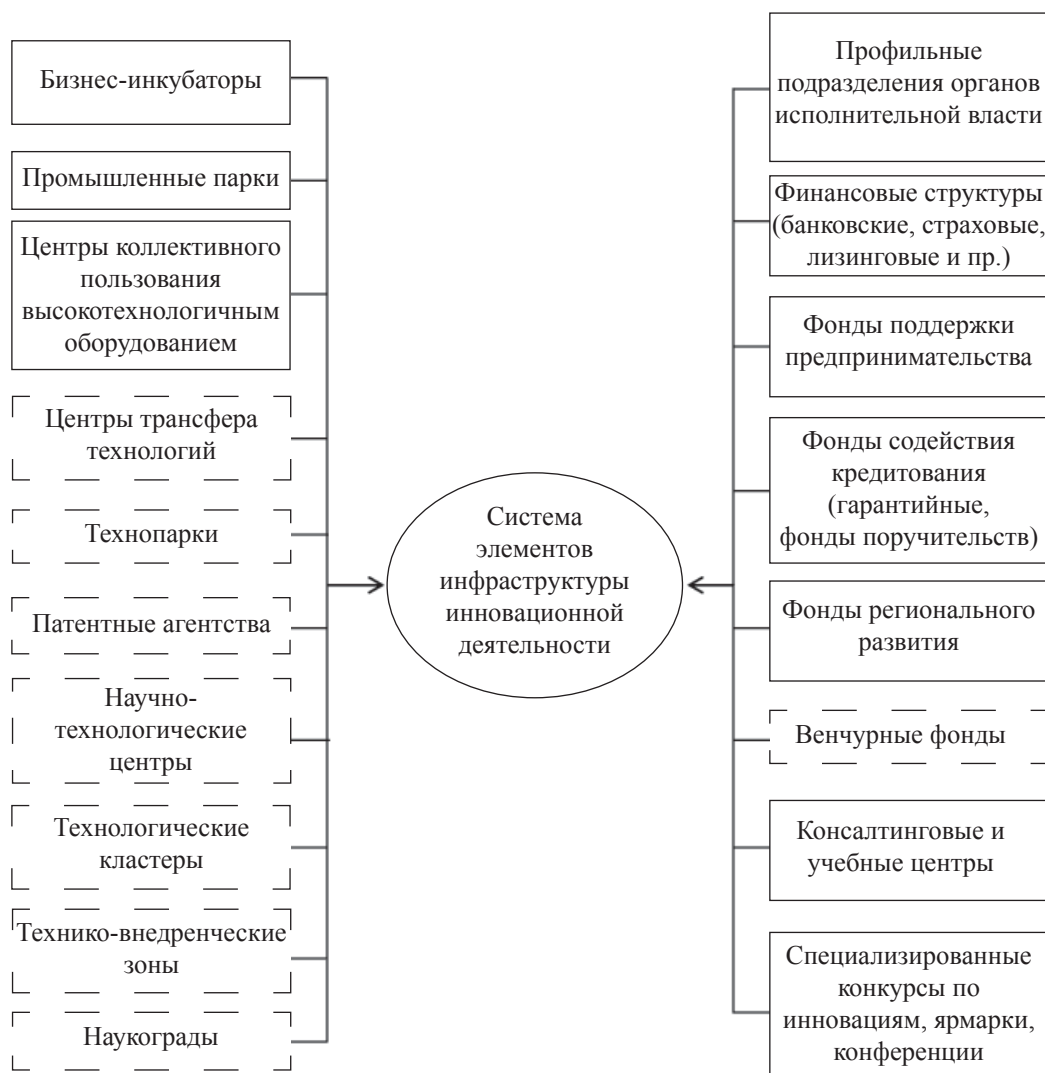 Бизнес-инкубаторы
Промышленные парки
Центры коллективного
пользования
высокотехнологичным
оборудованием
Центры трансфера
технологий
Технопарки
Патентные агентства
Научно-
технологические
центры
Технологические
кластеры
Технико-внедренческие
зоны
Наукограды
Система
элементов
инфраструктуры
инновационной
деятельности
Профильные
подразделения органов
исполнительной власти
Финансовые структуры
(банковские, страховые,
лизинговые и пр.)
Фонды поддержки
предпринимательства
Фонды содействия
кредитования
(гарантийные,
фонды поручительств)
Фонды регионального
развития
Венчурные фонды
Консалтинговые и
учебные центры
Специализированные
конкурсы по
инновациям, ярмарки,
конференции